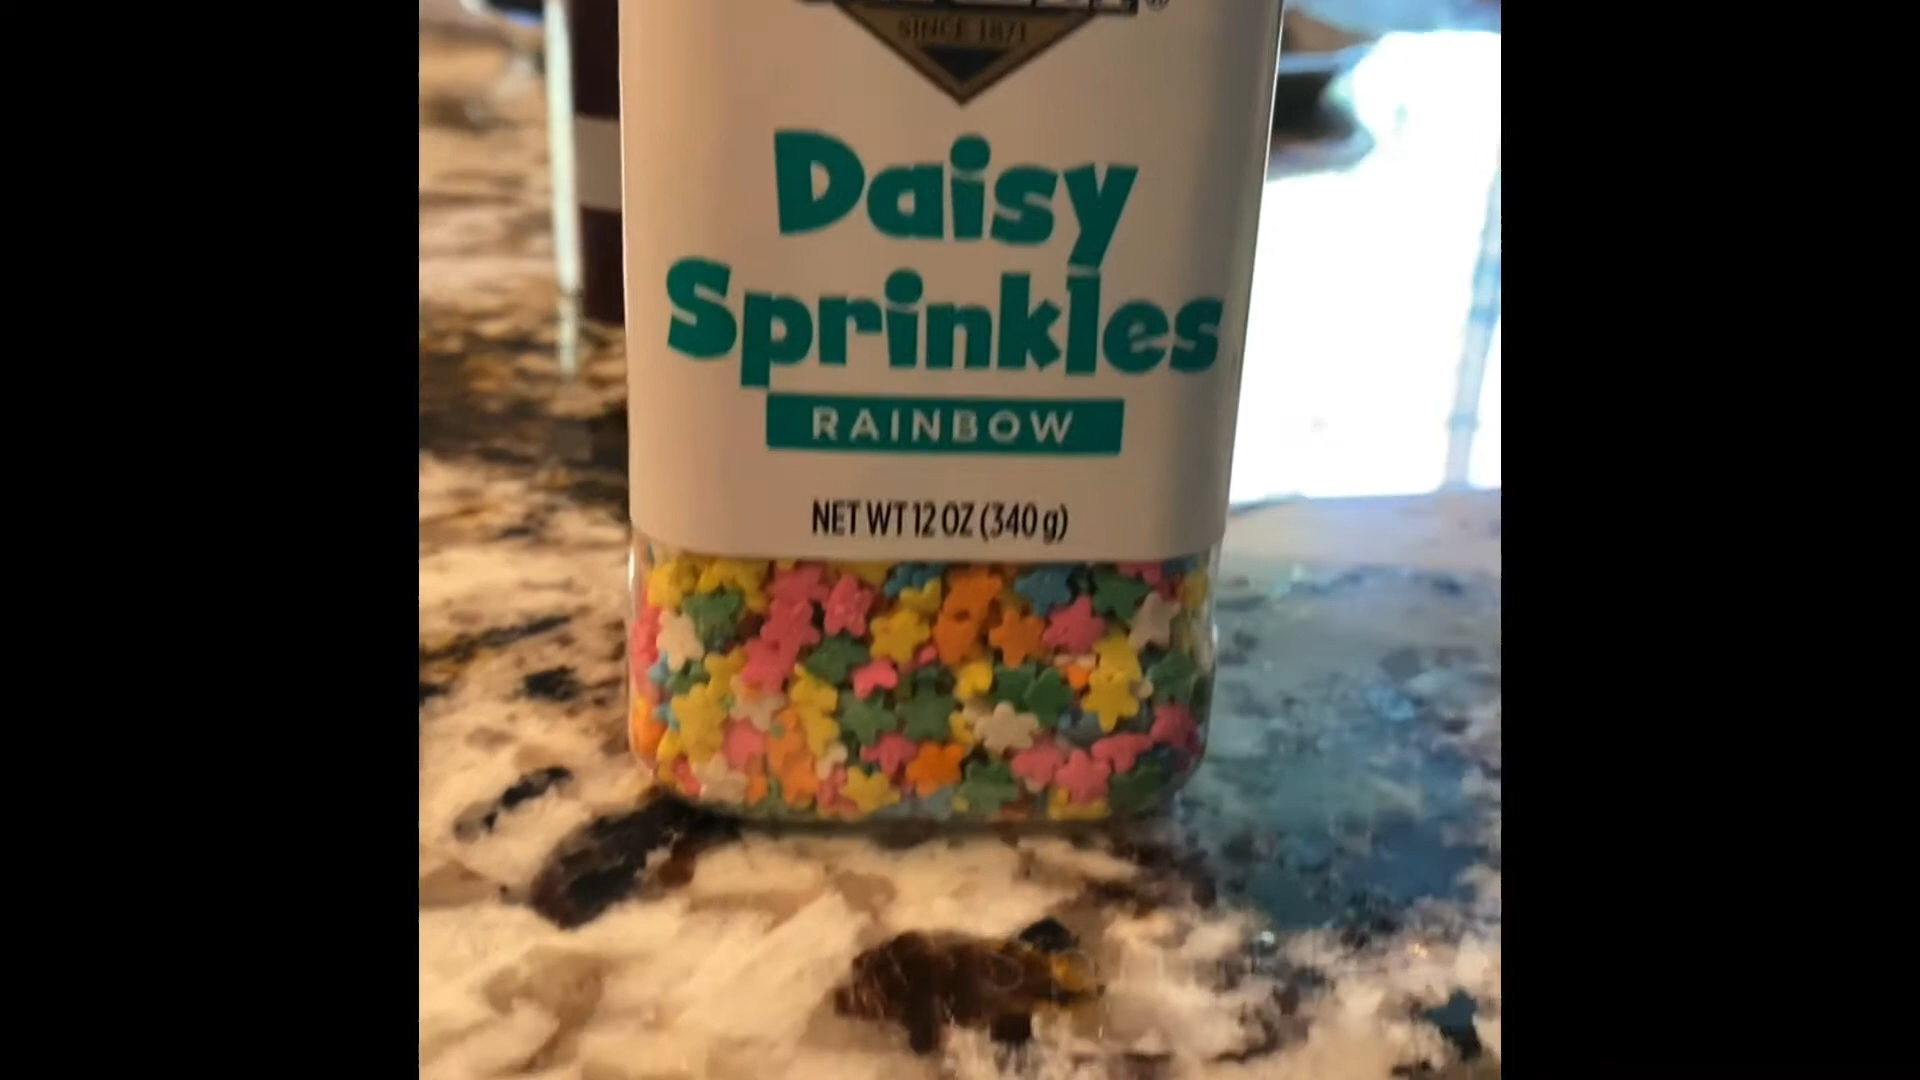 SINCE 1871
Daisy
Sprinkles
RAINBOW
NET WT 12 OZ (340 g)